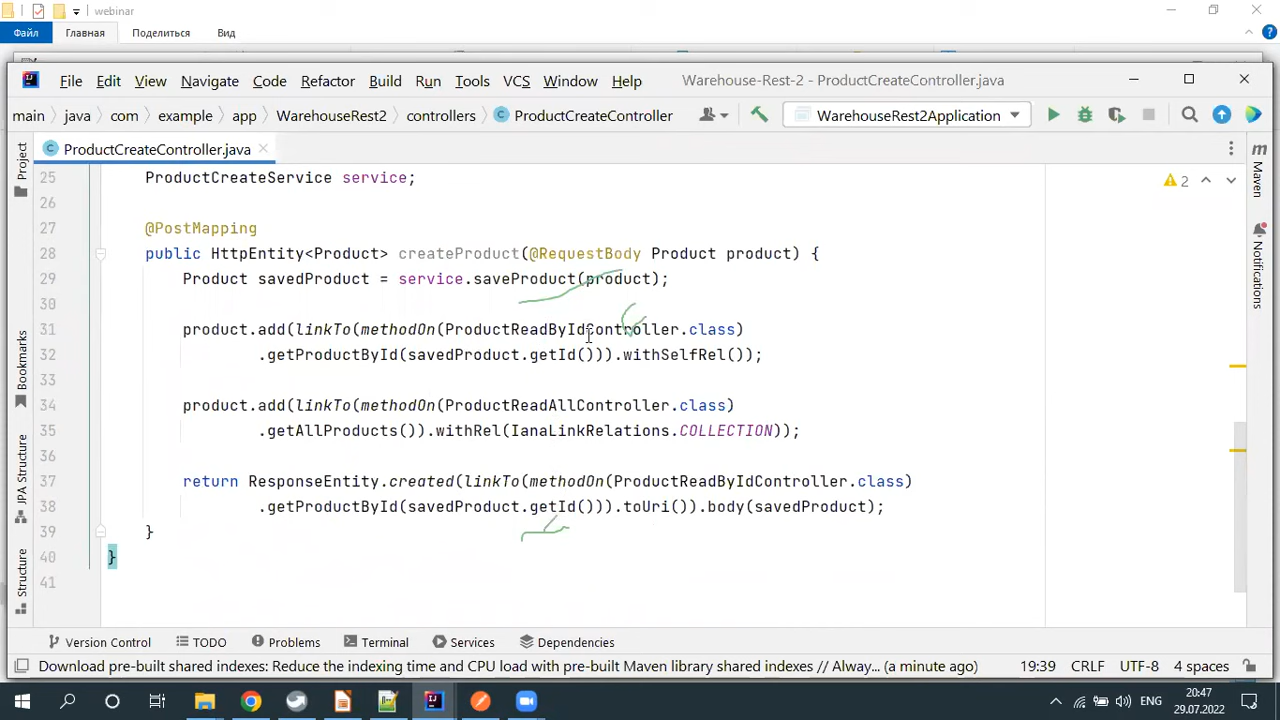 webinar
Файл Главная Поделиться Вид
File Edit View Navigate Code Refactor Build Run Tools VCS Window Help Warehouse-Rest-2 - ProductCreateController.java
main java com example app WarehouseRest2 controllers ProductCreateController WarehouseRest2Application
ProductCreateController.java
Project
Bookmarks
JPA Structure
Structure
Maven
Notifications
2
25 ProductCreateService service;
26
27 @PostMapping
28 public HttpEntity<Product> createProduct(@RequestBody Product product) {
29 Product savedProduct = service.saveProduct(product);
30
31 product.add(linkTo(methodOn(ProductReadByIdController.class)
32 .getProductById(savedProduct.getId())).withSelfRel());
33
34 product.add(linkTo(methodOn(ProductReadAllController.class)
35 .getAllProducts()).withRel(IanaLinkRelations.COLLECTION));
36
37 return ResponseEntity.created(linkTo(methodOn(ProductReadByIdController.class)
38 .getProductById(savedProduct.getId())).toUri()).body(savedProduct);
39 }
40 }
41
Version Control TODO Problems Terminal Services Dependencies
Download pre-built shared indexes: Reduce the indexing time and CPU load with pre-built Maven library shared indexes // Alway... (a minute ago) 19:39 CRLF UTF-8 4 spaces
ENG 20:47
29.07.2022